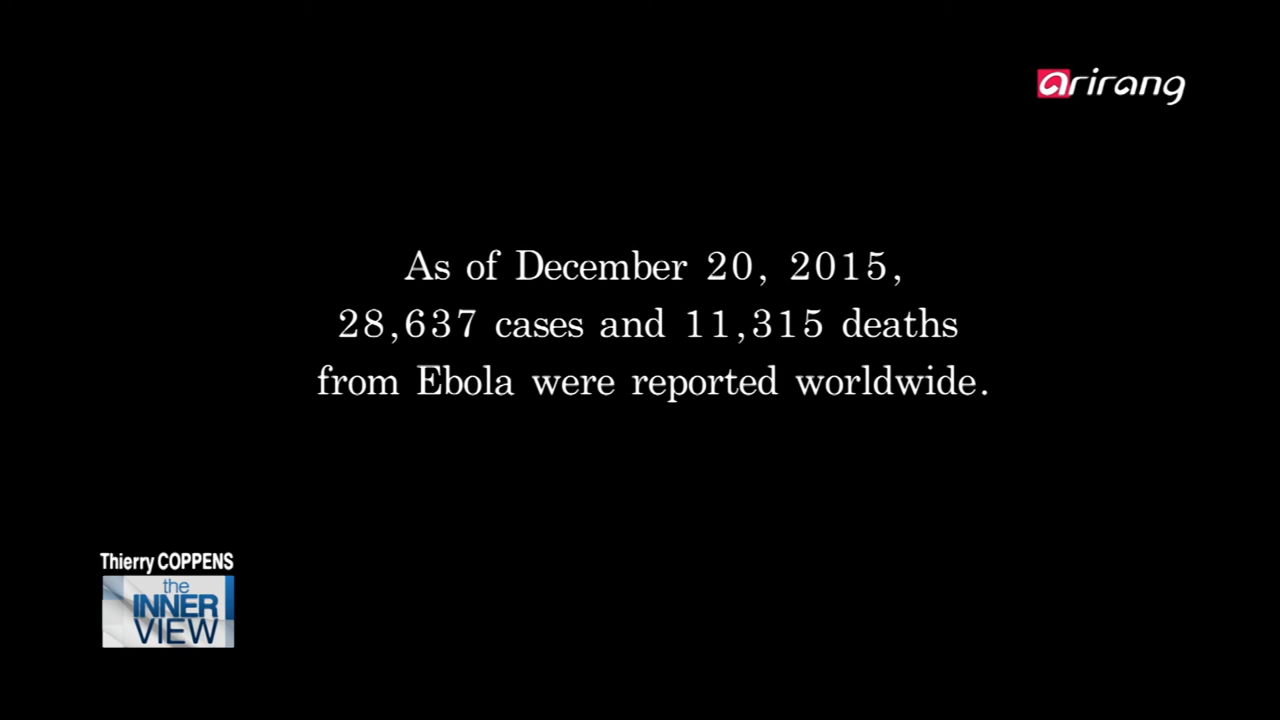 arirang
As of December 20, 2015,
28,637 cases and 11,315 deaths
from Ebola were reported worldwide.
Thierry COPPENS
the
INNER
VIEW